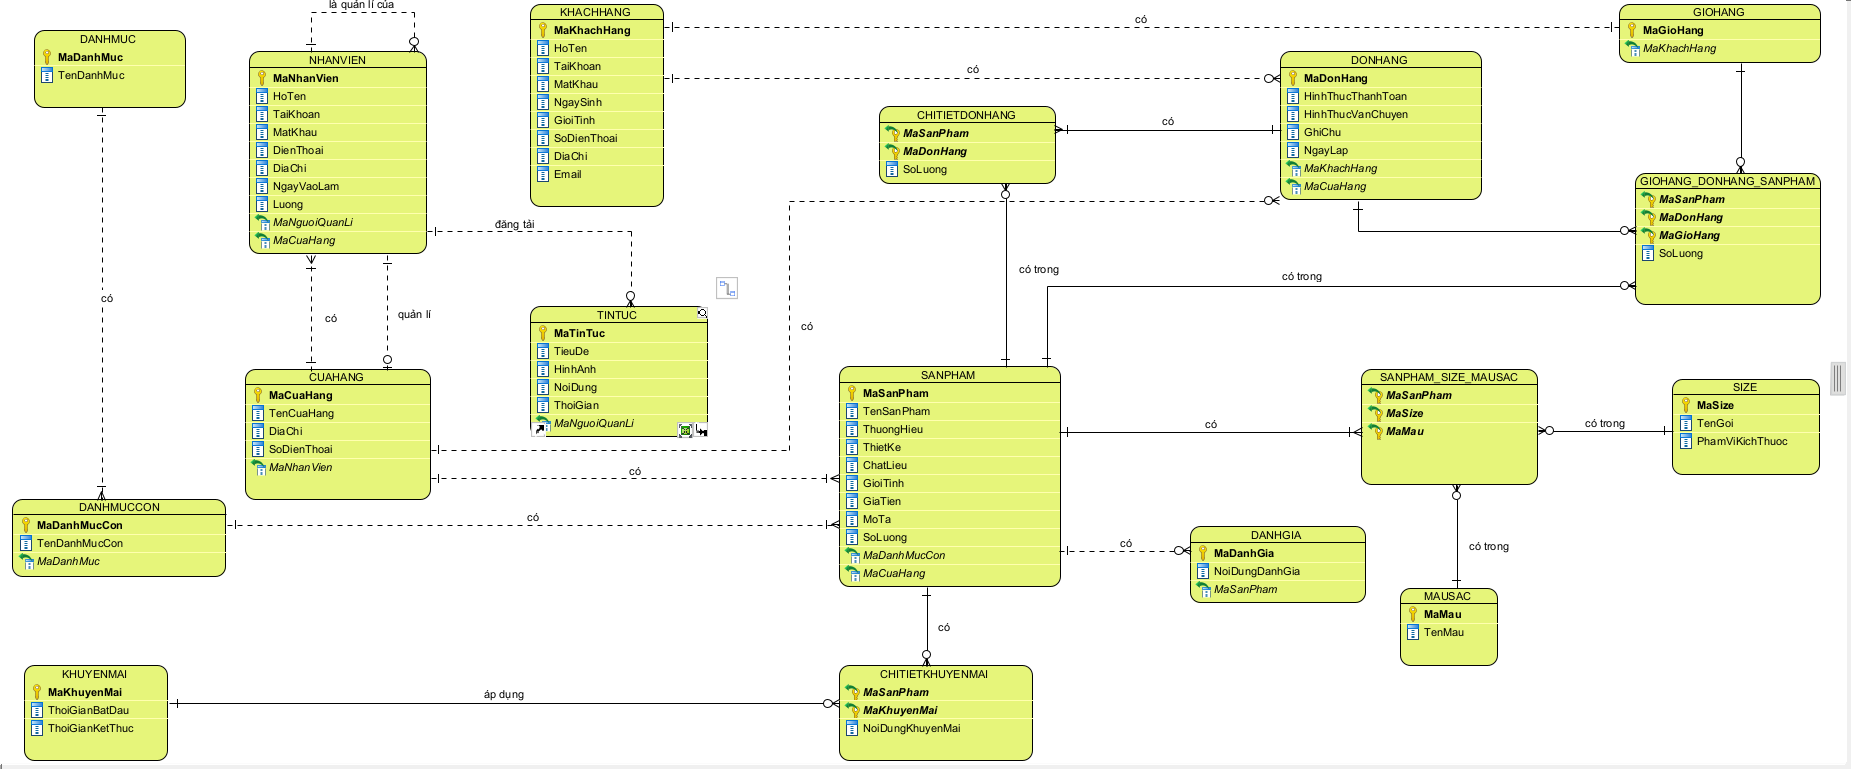 là quản lí của
DANHMUC
MaDanhMuc
TenDanhMuc
NHANVIEN
MaNhanVien
HoTen
TaiKhoan
MatKhau
DienThoai
DiaChi
NgayVaoLam
Luong
MaNguoiQuanLi
MaCuaHang
KHACHHANG
MaKhachHang
HoTen
TaiKhoan
MatKhau
NgaySinh
GioiTinh
SoDienThoai
DiaChi
Email
có
có
GIOHANG
MaGioHang
MaKhachHang
DONHANG
MaDonHang
HinhThucThanhToan
HinhThucVanChuyen
GhiChu
NgayLap
MaKhachHang
MaCuaHang
CHITIETDONHANG
MaSanPham
MaDonHang
SoLuong
có
GIOHANG_DONHANG_SANPHAM
MaSanPham
MaDonHang
MaGioHang
SoLuong
đăng tải
có
có
quản lí
có trong
có trong
có
TINTUC
MaTinTuc
TieuDe
HinhAnh
NoiDung
ThoiGian
MaNguoiQuanLi
CUAHANG
MaCuaHang
TenCuaHang
DiaChi
SoDienThoai
MaNhanVien
có
SANPHAM
MaSanPham
TenSanPham
ThuongHieu
ThietKe
ChatLieu
GioiTinh
GiaTien
MoTa
SoLuong
MaDanhMucCon
MaCuaHang
có
SANPHAM_SIZE_MAUSAC
MaSanPham
MaSize
MaMau
có trong
SIZE
MaSize
TenGoi
PhamViKichThuoc
DANHMUCCON
MaDanhMucCon
TenDanhMucCon
MaDanhMuc
có
có
DANHGIA
MaDanhGia
NoiDungDanhGia
MaSanPham
có trong
MAUSAC
MaMau
TenMau
có
KHUYENMAI
MaKhuyenMai
ThoiGianBatDau
ThoiGianKetThuc
áp dụng
CHITIETKHUYENMAI
MaSanPham
MaKhuyenMai
NoiDungKhuyenMai